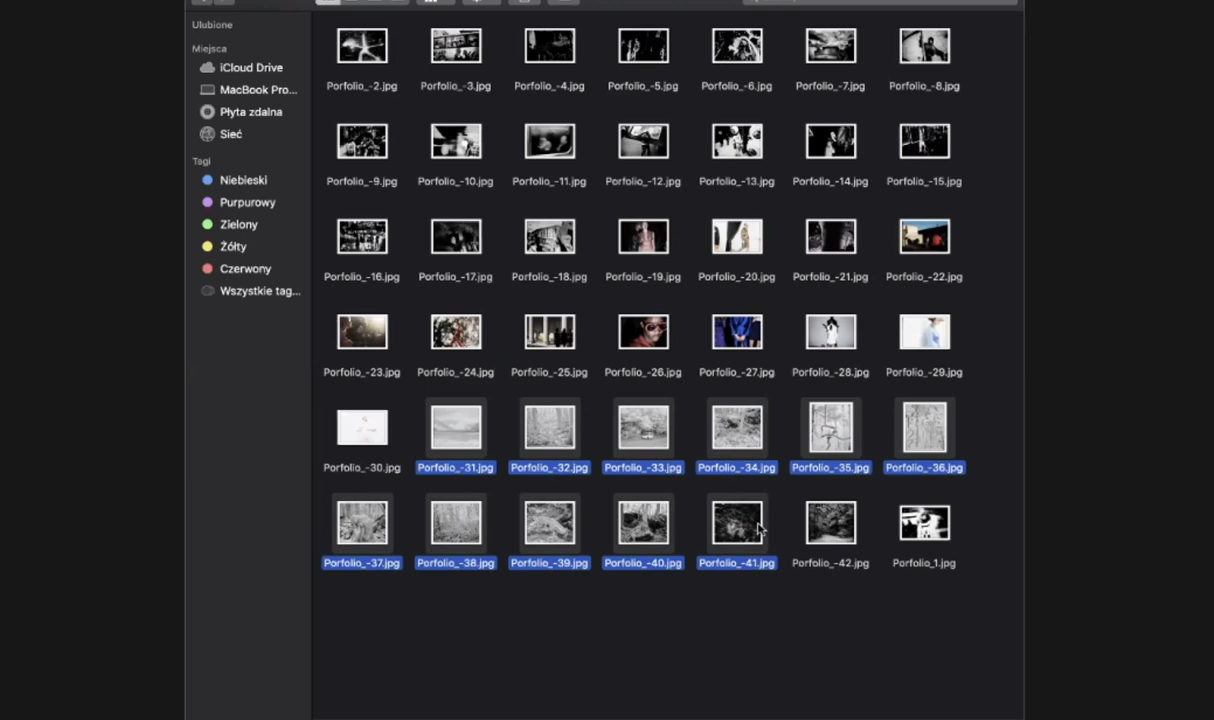 Ulubione
Miejsca
iCloud Drive
MacBook Pro...
Płyta zdalna
Sieć
Tagi
Niebieski
Purpurowy
Zielony
Żółty
Czerwony
Wszystkie tag...
Porfolio_-2.jpg Porfolio_-3.jpg Porfolio_-4.jpg Porfolio_-5.jpg Porfolio_-6.jpg Porfolio_-7.jpg Porfolio_-8.jpg
Porfolio_-9.jpg Porfolio_-10.jpg Porfolio_-11.jpg Porfolio_-12.jpg Porfolio_-13.jpg Porfolio_-14.jpg Porfolio_-15.jpg
Porfolio_-16.jpg Porfolio_-17.jpg Porfolio_-18.jpg Porfolio_-19.jpg Porfolio_-20.jpg Porfolio_-21.jpg Porfolio_-22.jpg
Porfolio_-23.jpg Porfolio_-24.jpg Porfolio_-25.jpg Porfolio_-26.jpg Porfolio_-27.jpg Porfolio_-28.jpg Porfolio_-29.jpg
Porfolio_-30.jpg Porfolio_-31.jpg Porfolio_-32.jpg Porfolio_-33.jpg Porfolio_-34.jpg Porfolio_-35.jpg Porfolio_-36.jpg
Porfolio_-37.jpg Porfolio_-38.jpg Porfolio_-39.jpg Porfolio_-40.jpg Porfolio_-41.jpg Porfolio_-42.jpg Porfolio_1.jpg